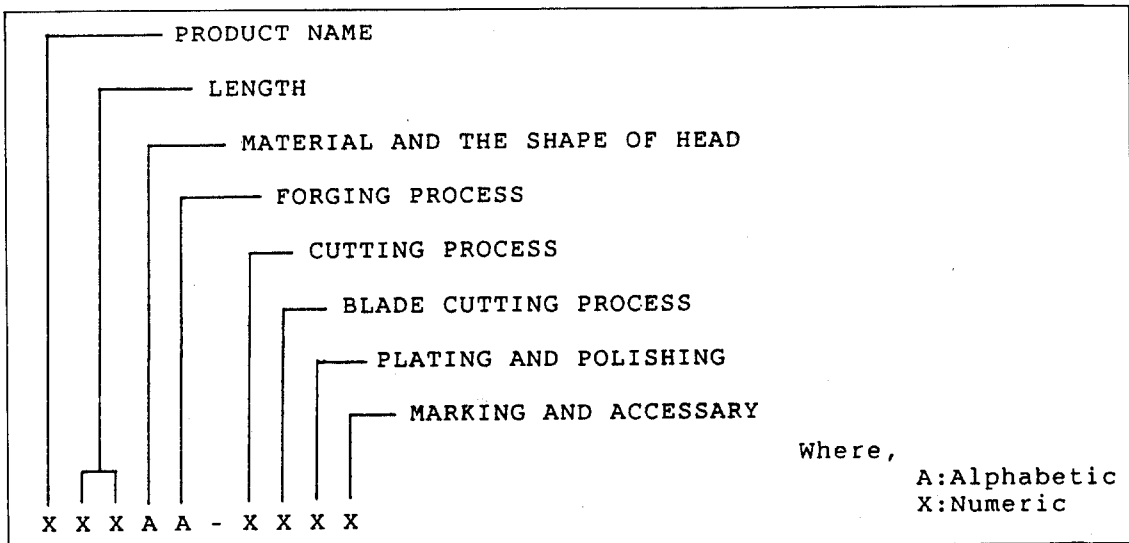 PRODUCT NAME
LENGTH
MATERIAL AND THE SHAPE OF HEAD
FORGING PROCESS
CUTTING PROCESS
BLADE CUTTING PROCESS
PLATING AND POLISHING
MARKING AND ACCESSARY
Where,
A:Alphabetic
X:Numeric
X X X A A - X X X X